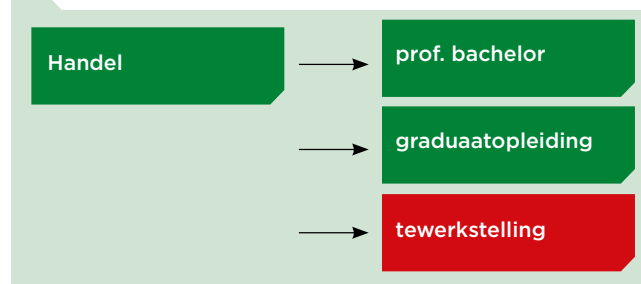 Handel
prof. bachelor
graduaatopleiding
tewerkstelling